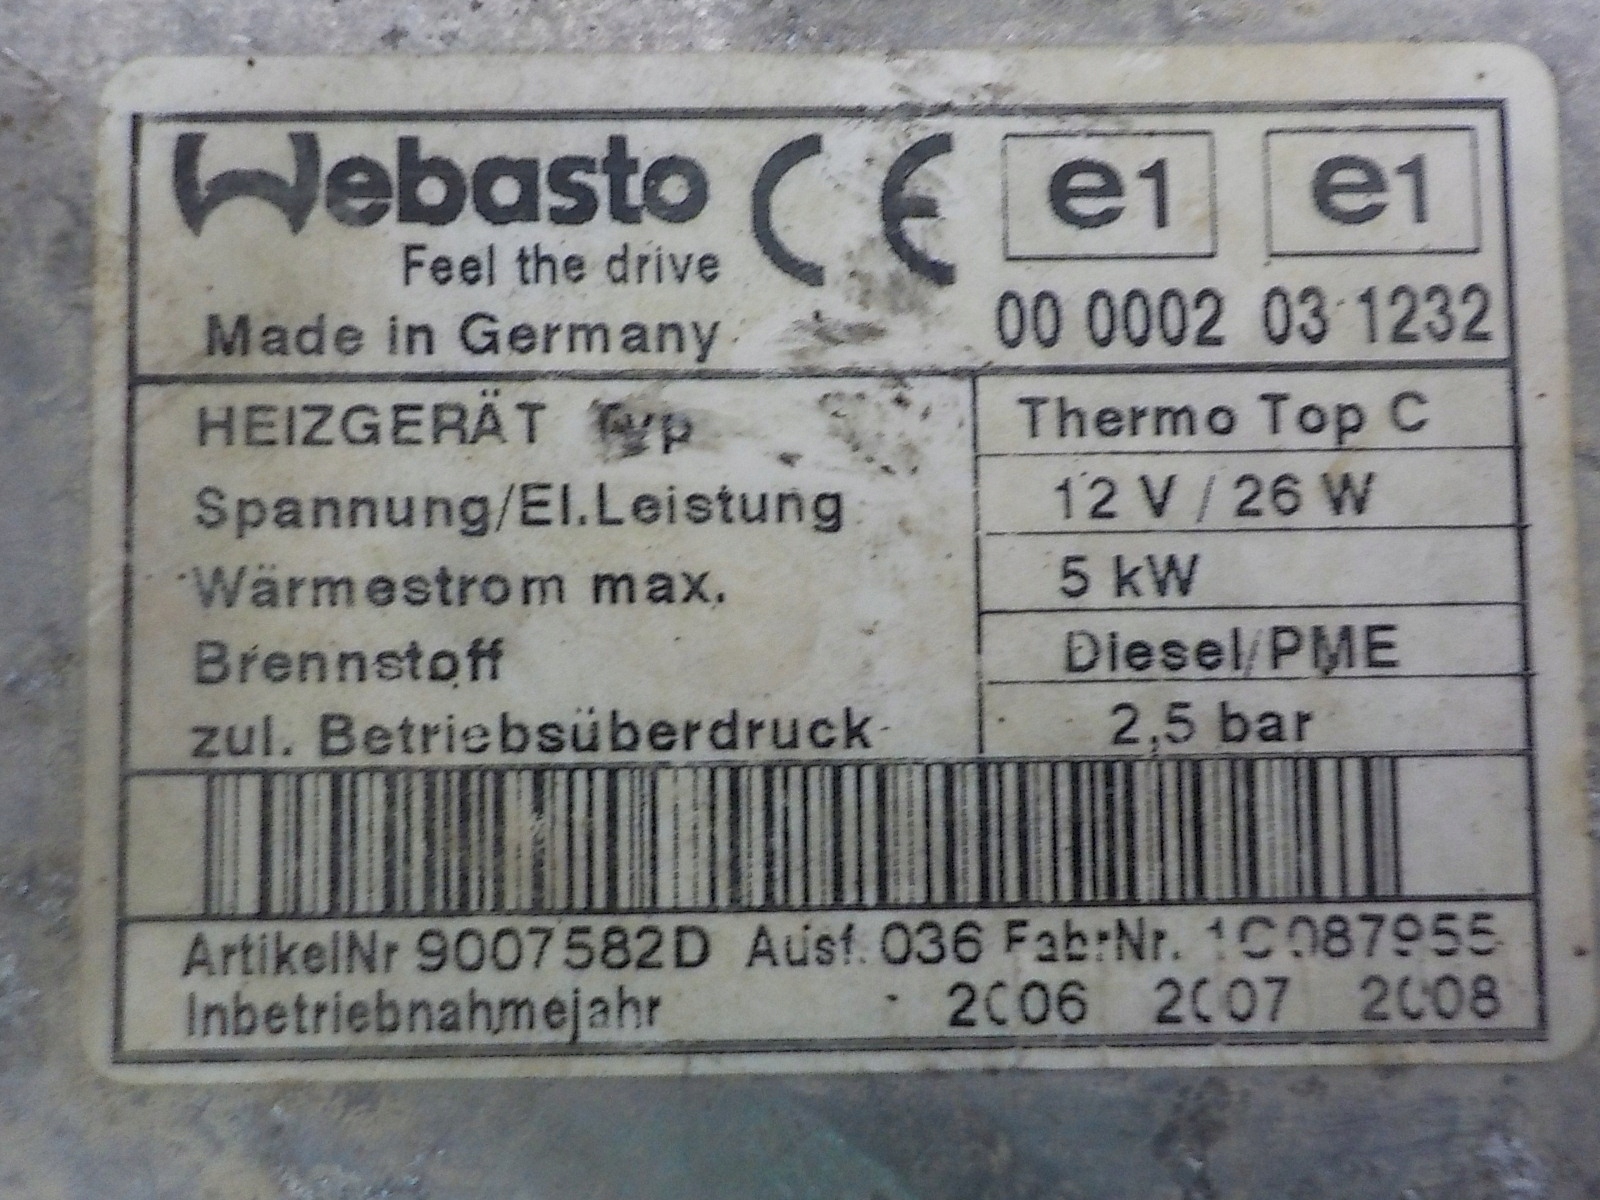 Webasto CE e1 e1
Feel the drive
00 0002 03 1232
Made in Germany
HEIZGERÄT Typ Thermo Top C
Spannung/El.Leistung 12 V / 26 W
Wärmestrom max. 5 kW
Brennstoff Diesel/PME
zul. Betriebsüberdruck 2,5 bar
ArtikelNr 9007582D Ausf. 036 Fabr.Nr.
Inbetriebnahmejahr 2006 2007 2008